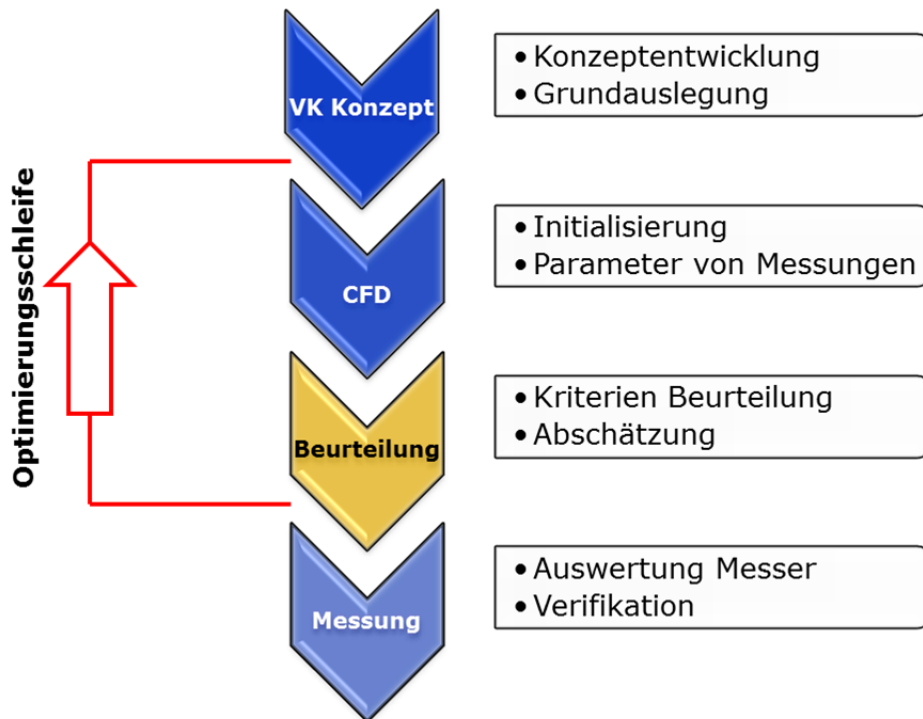 VK Konzept
• Konzeptentwicklung
• Grundauslegung
Optimierungsschleife
CFD
• Initialisierung
• Parameter von Messungen
Beurteilung
• Kriterien Beurteilung
• Abschätzung
Messung
• Auswertung Messer
• Verifikation